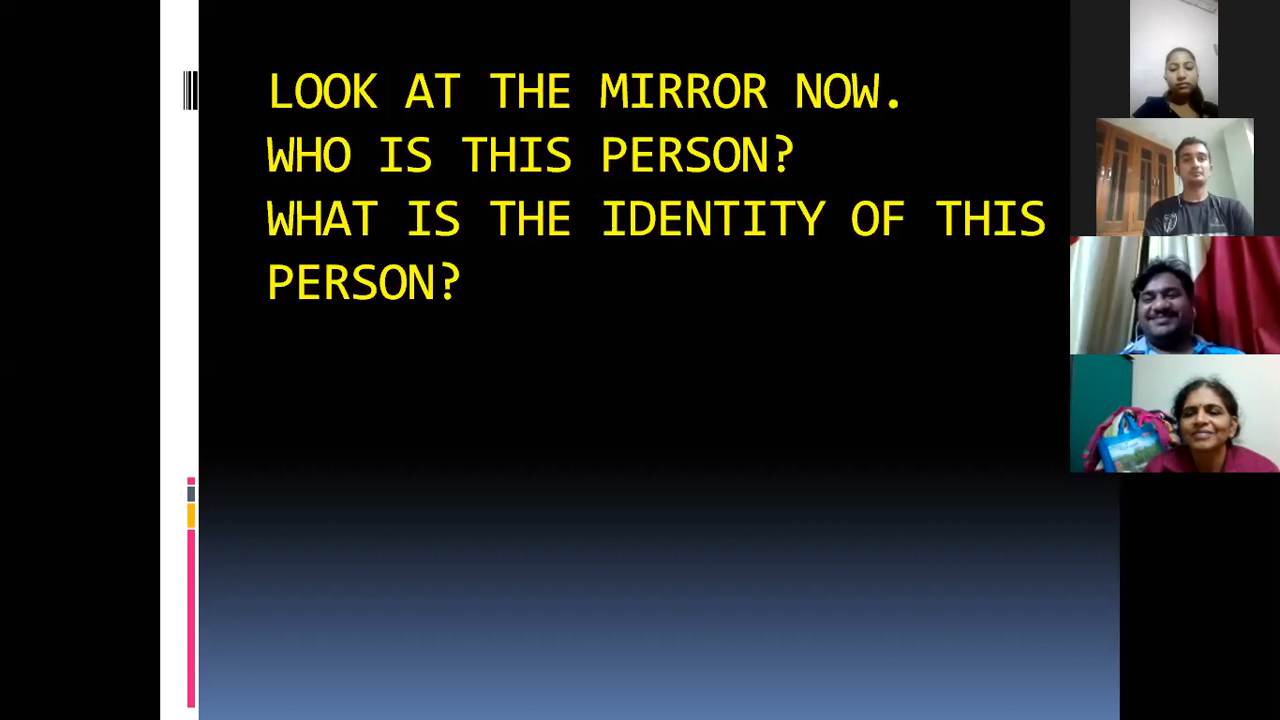 LOOK AT THE MIRROR NOW.
WHO IS THIS PERSON?
WHAT IS THE IDENTITY OF THIS
PERSON?